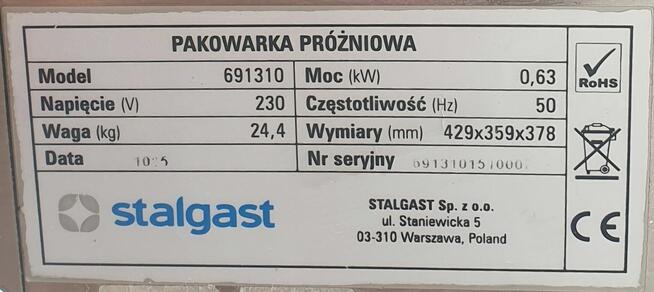 PAKOWARKA PRÓŻNIOWA
Model 691310 Moc (kW) 0,63
Napięcie (V) 230 Częstotliwość (Hz) 50
Waga (kg) 24,4 Wymiary (mm) 429x359x378
Data Nr seryjny
RoHS
stalgast
STALGAST Sp. z o.o.
ul. Staniewicka 5
03-310 Warszawa, Poland
CE